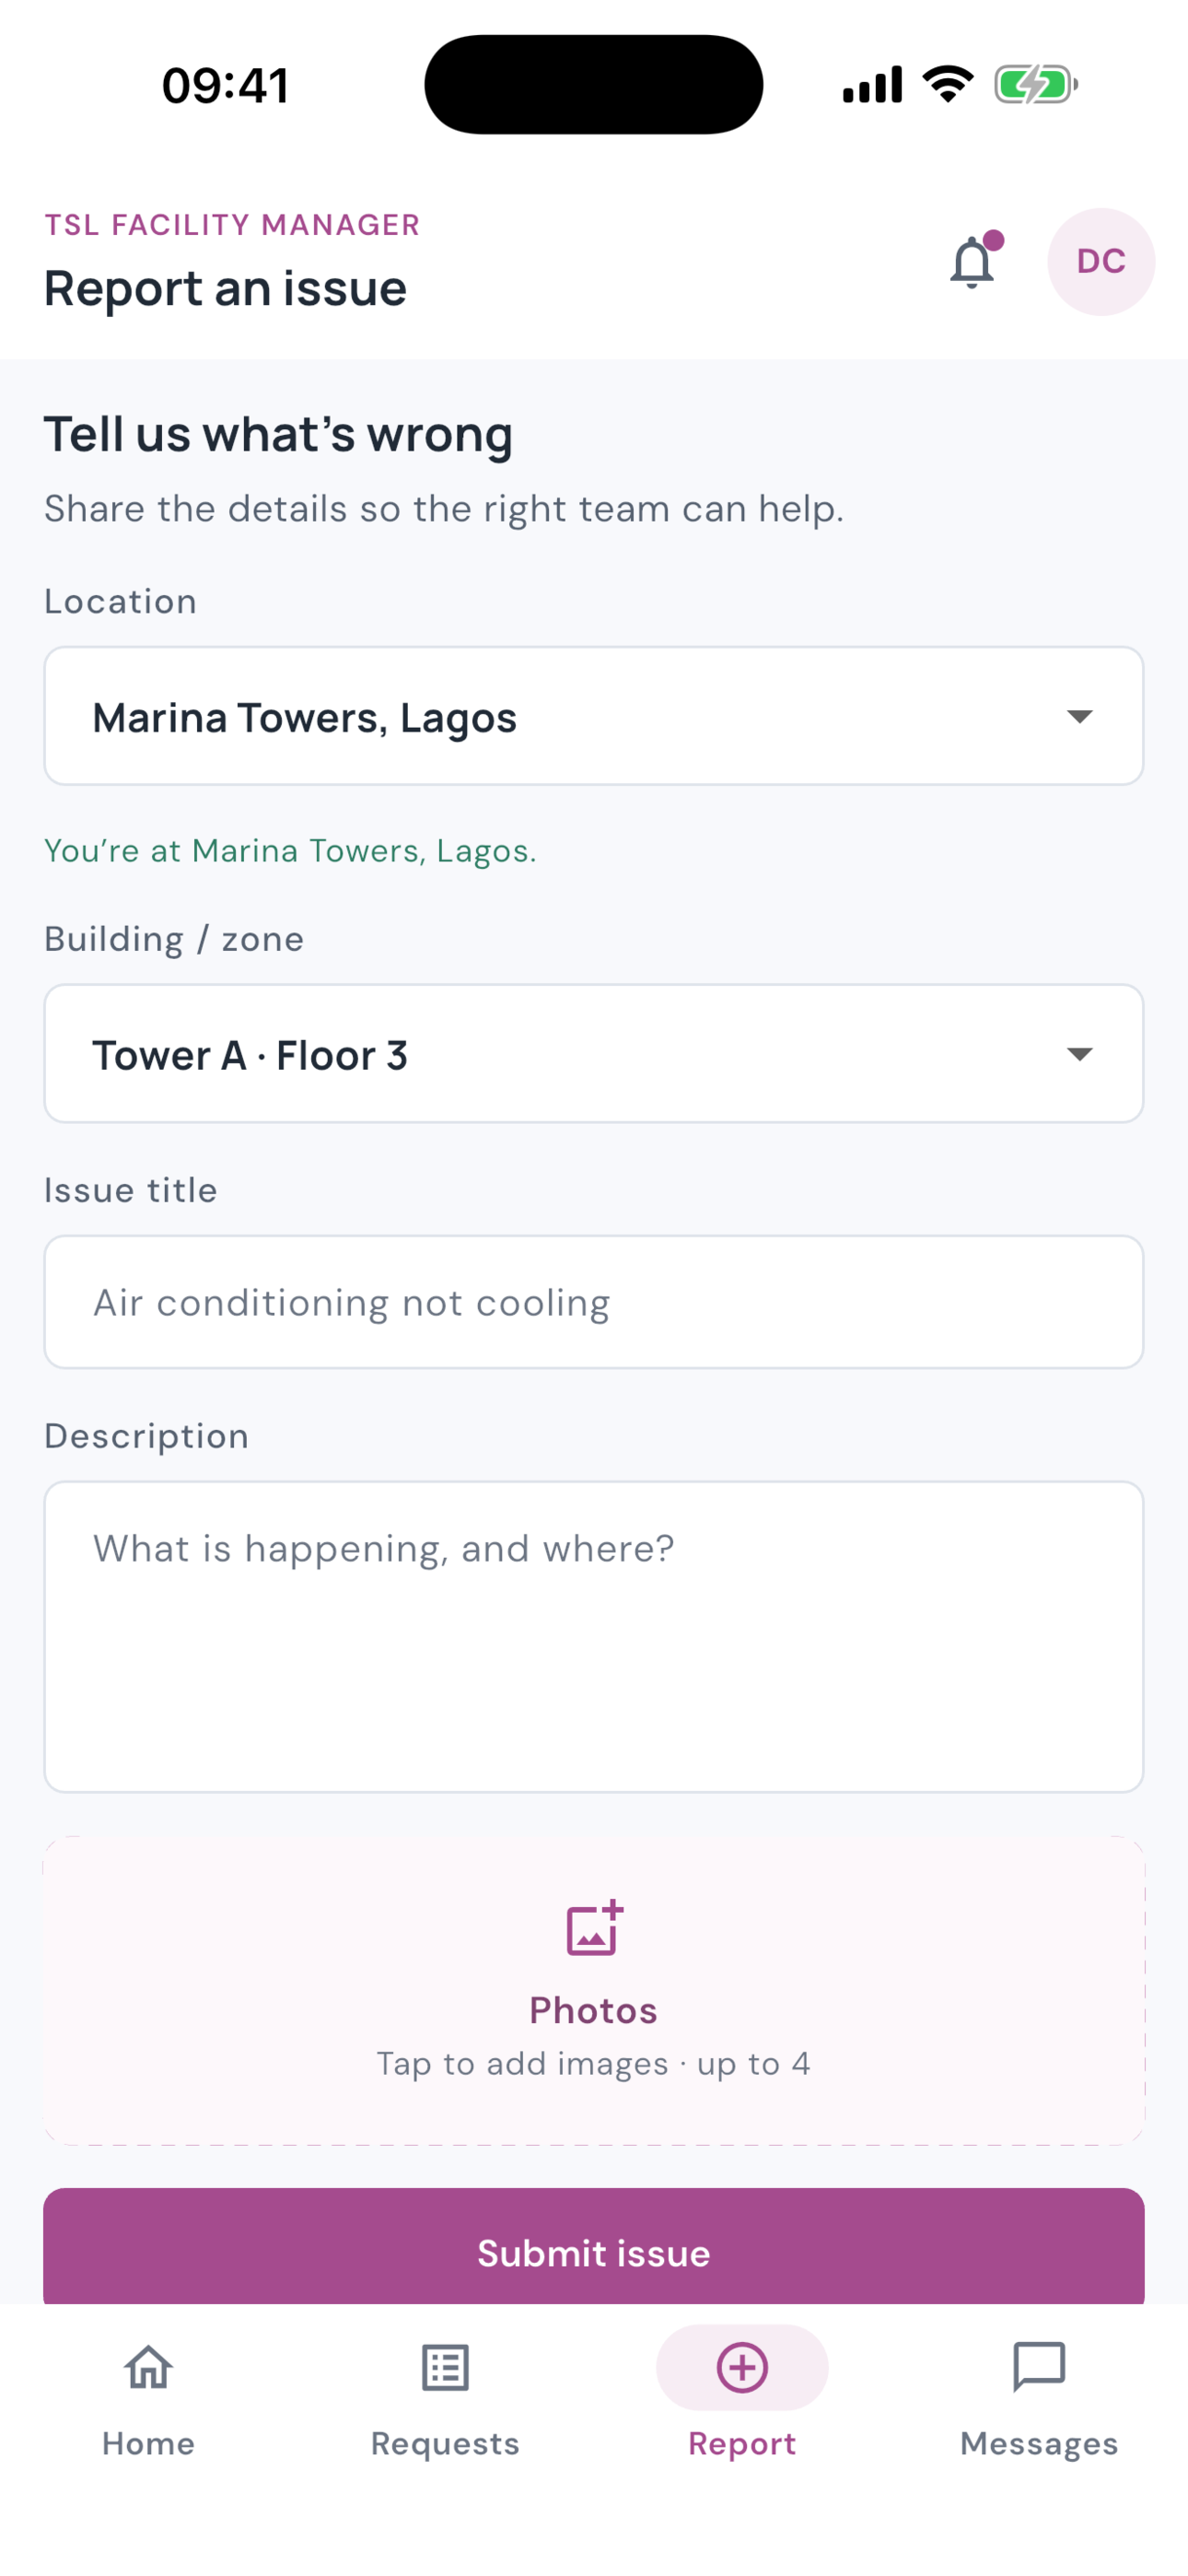 09:41
TSL FACILITY MANAGER
Report an issue
DC
Tell us what’s wrong
Share the details so the right team can help.
Location
Marina Towers, Lagos
You’re at Marina Towers, Lagos.
Building / zone
Tower A · Floor 3
Issue title
Air conditioning not cooling
Description
What is happening, and where?
Photos
Tap to add images · up to 4
Submit issue
Home
Requests
Report
Messages